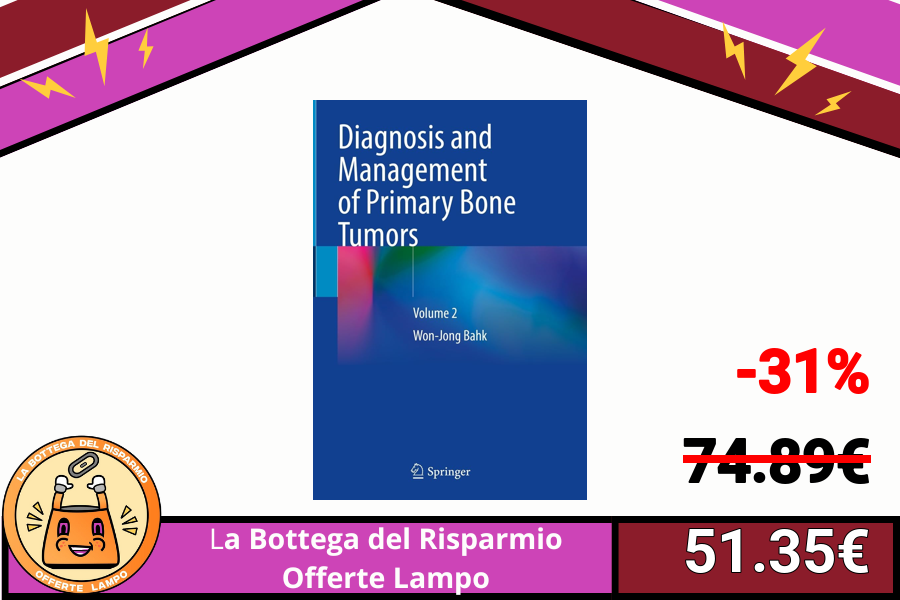 Diagnosis and
Management
of Primary Bone
Tumors
Volume 2
Won-Jong Bahk
Springer
-31%
74.89€
51.35€
LA BOTTEGA DEL RISPARMIO
OFFERTE LAMPO
La Bottega del Risparmio
Offerte Lampo